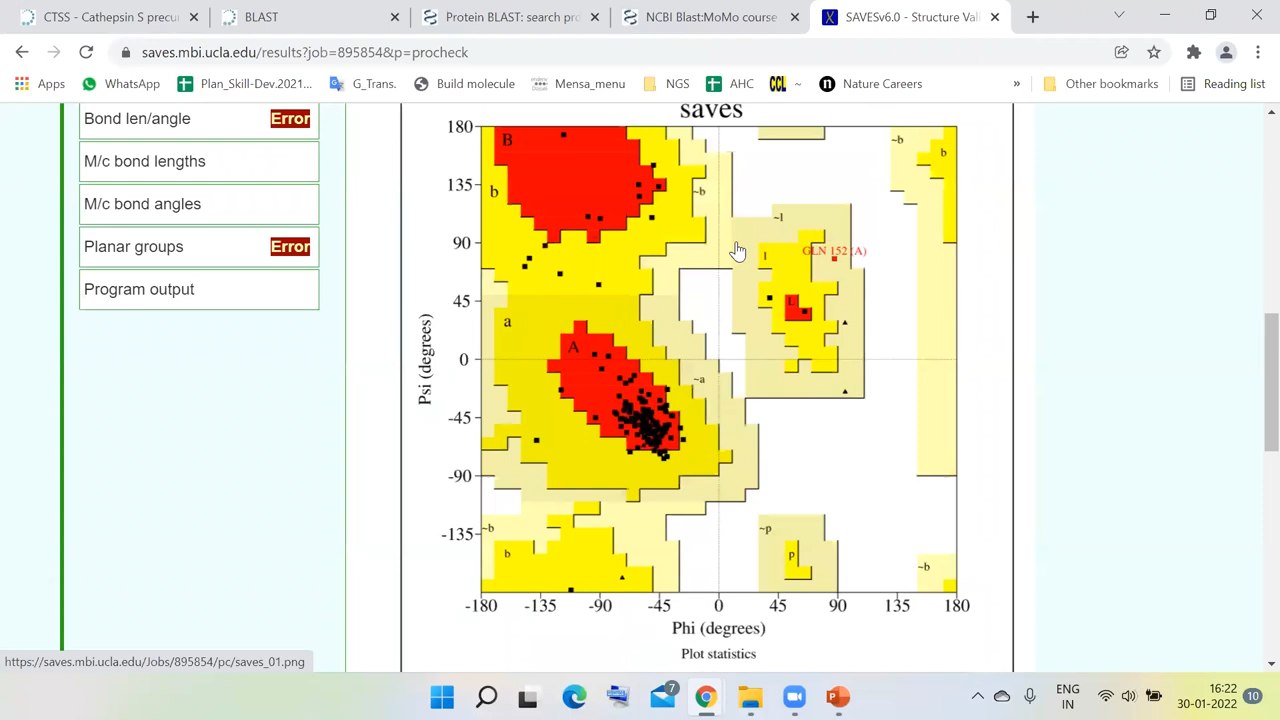 CTSS - Cathepsin precu
BLAST
Protein BLAST: search
NCBI Blast:MoMo course
SAVESv6.0 - Structure Val
saves.mbi.ucla.edu/results?job=895854&p=procheck
Apps
WhatsApp
Plan_Skill-Dev_2021...
G_Trans
Build molecule
Mensa_menu
NGS
AHC
CCL
~
Nature Careers
»
Other bookmarks
Reading list
Bond len/angle Error
M/c bond lengths
M/c bond angles
Planar groups Error
Program output
saves
180
135
90
45
0
-45
-90
-135
Psi (degrees)
B
b
~b
~b
b
~l
l
GLN 152 (A)
L
a
A
~a
~b
b
~p
p
~b
-180 -135 -90 -45 0 45 90 135 180
Phi (degrees)
Plot statistics
https://saves.mbi.ucla.edu/Jobs/895854/pc/saves_01.png
7
ENG
IN
16:22
30-01-2022
10